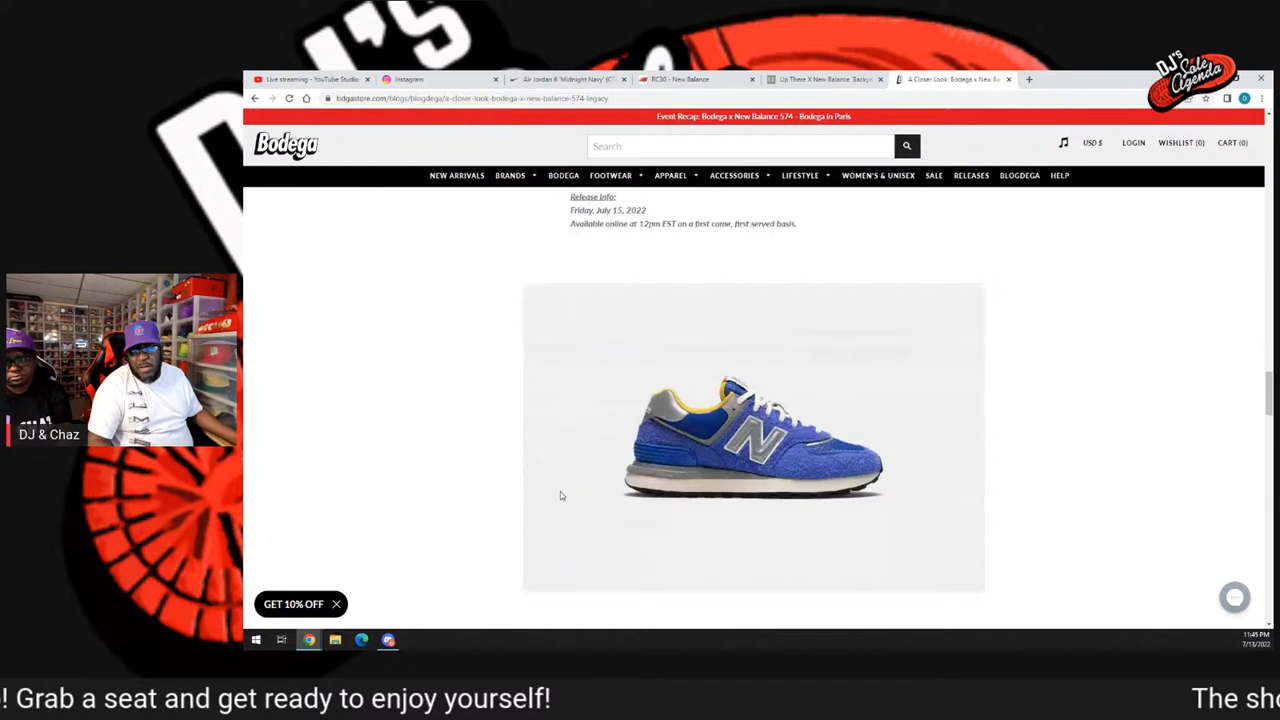 DJ's
DJ's
Sole
Agenda
Live streaming - YouTube Studio
Instagram
Air Jordan 6 'Midnight Navy' (CT
RC30 - New Balance
Up There X New Balance 'Backya
A Closer Look: Bodega x New Ba
bdgastore.com/blogs/blogdega/a-closer-look-bodega-x-new-balance-574-legacy
Event Recap: Bodega x New Balance 574 - Bodega in Paris
Bodega
Search
USD $
LOGIN
WISHLIST (0)
CART (0)
NEW ARRIVALS
BRANDS
BODEGA
FOOTWEAR
APPAREL
ACCESSORIES
LIFESTYLE
WOMEN'S & UNISEX
SALE
RELEASES
BLOGDEGA
HELP
Release Info:
Friday, July 15, 2022
Available online at 12pm EST on a first come, first served basis.
N
DJ & Chaz
GET 10% OFF
11:45 PM
7/13/2022
! Grab a seat and get ready to enjoy yourself!
The sho